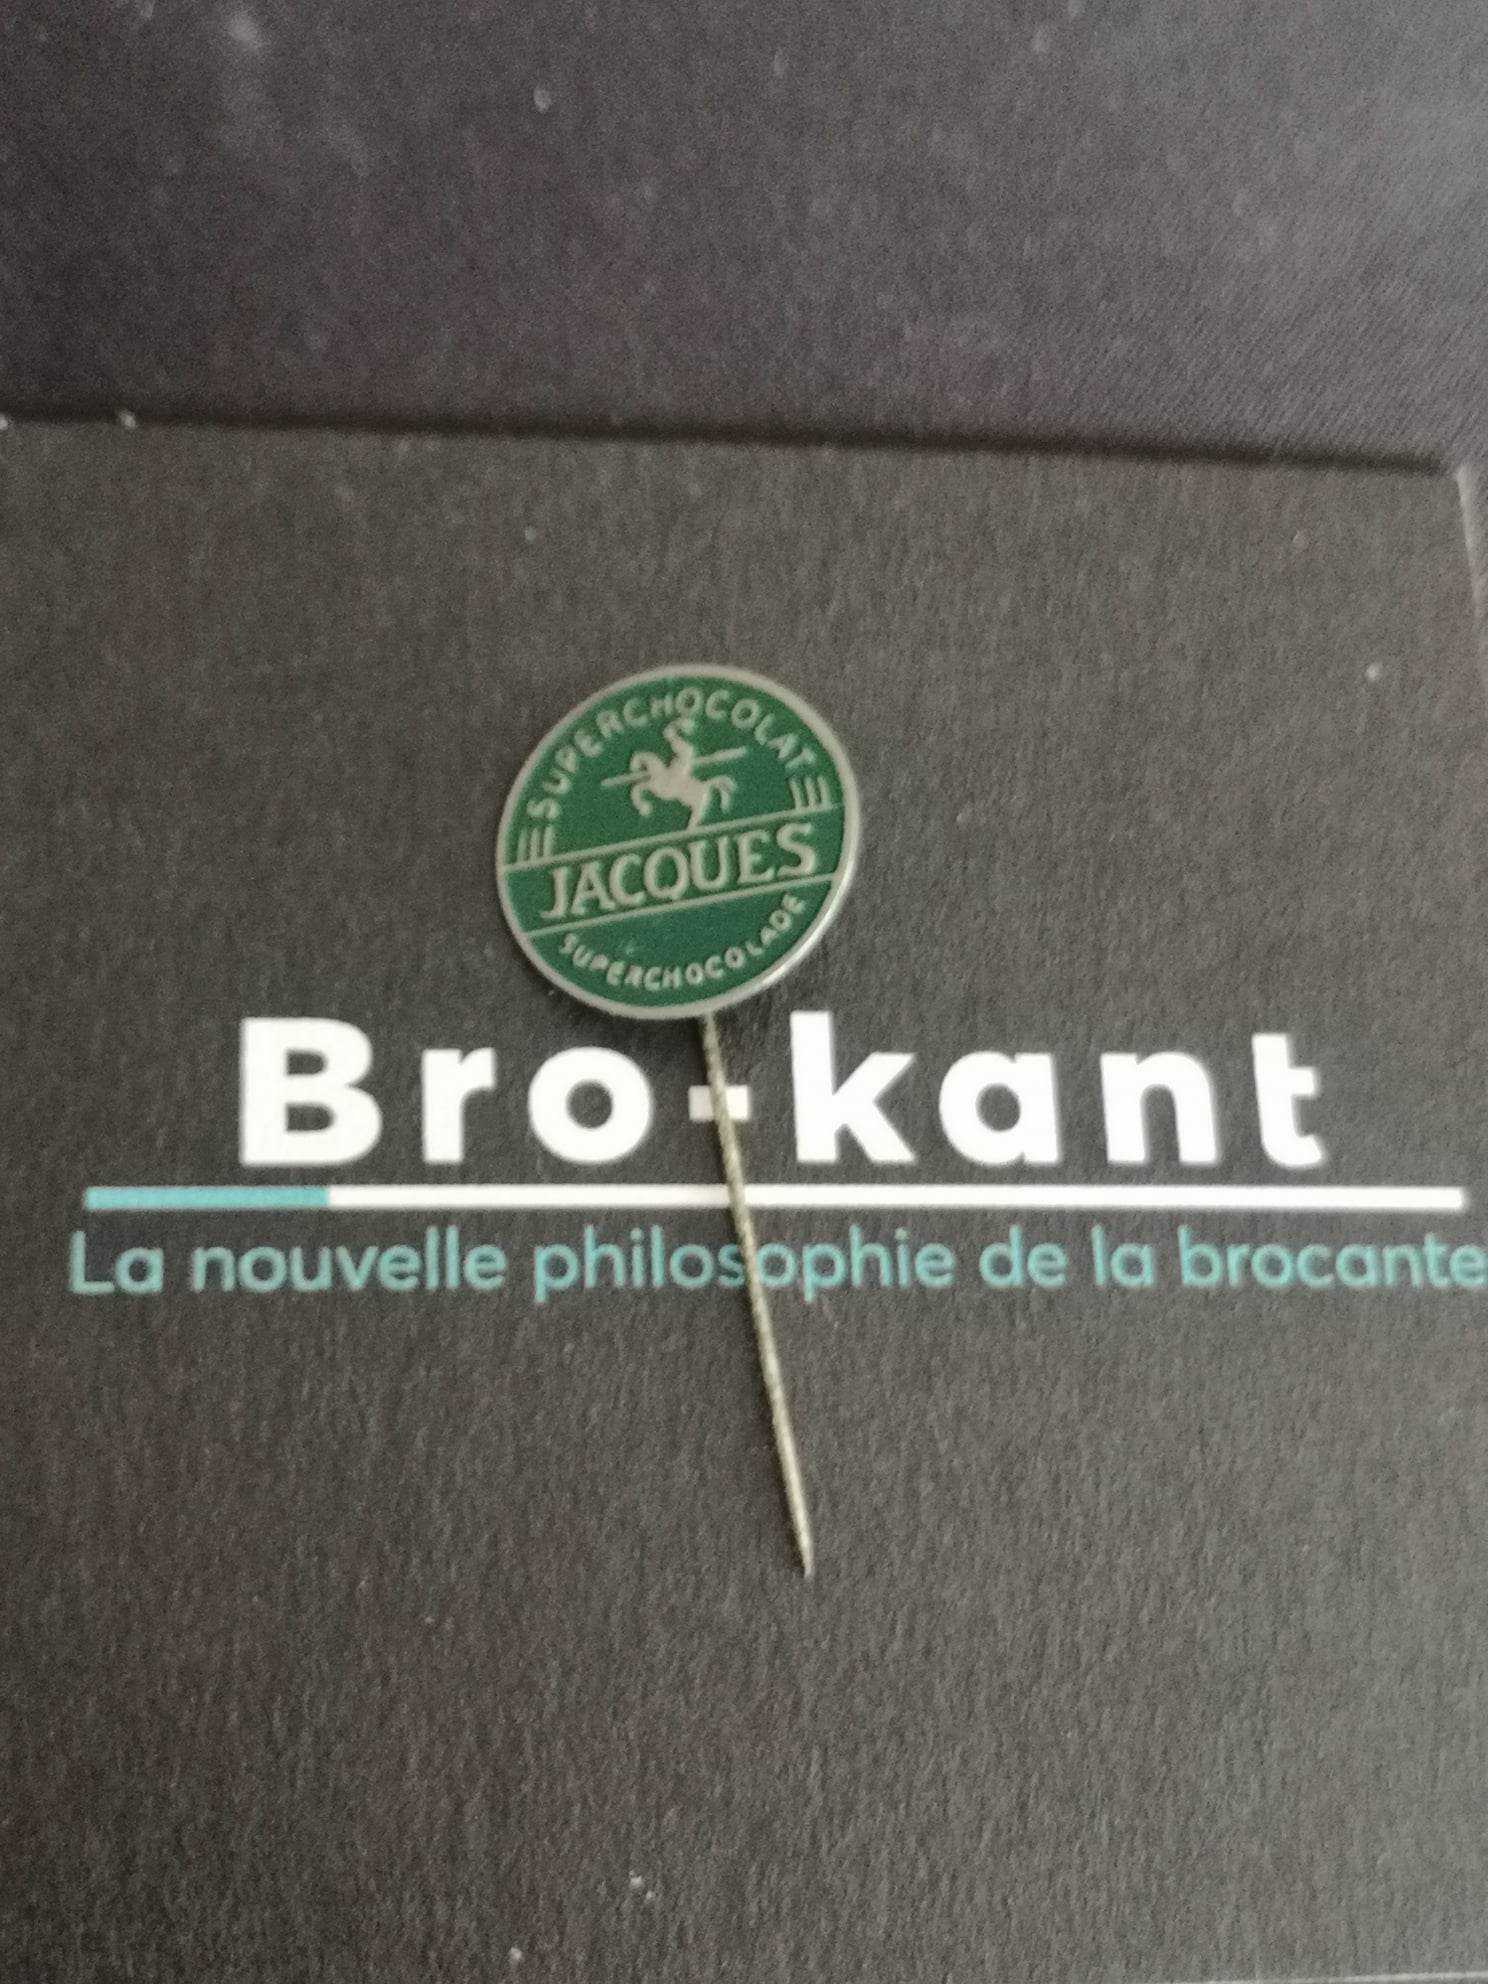 SUPERCHOCOLAT
JACQUES
SUPERCHOCOLADE
Bro-kant
La nouvelle philosophie de la brocante